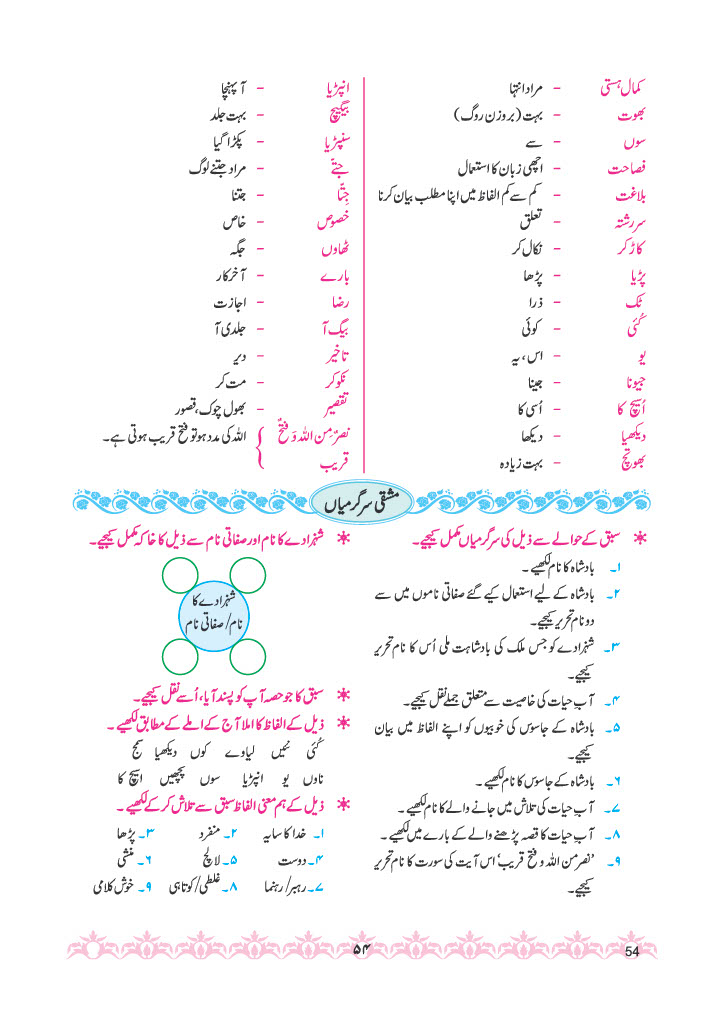 کمال ہستی – مراد انتہا
بھوت – بہت (بروزن روگ)
سوں – سے
فصاحت – اچھی زبان کا استعمال
بلاغت – کم سے کم الفاظ میں اپنا مطلب بیان کرنا
سررشتہ – تعلق
کاڑ کر – نکال کر
پڑیا – پڑھا
ٹک – ذرا
کُئی – کوئی
یو – اس، یہ
جیونا – جینا
اُسیچ کا – اُسی کا
دیکھیا – دیکھا
بھوتچ – بہت زیادہ
انپڑیا – آپہنچا
بیگیچ – بہت جلد
سنپڑیا – پکڑا گیا
جتے – مراد جتنے لوگ
جِتّا – جتنا
خصوص – خاص
ٹھاوں – جگہ
بارے – آخرکار
رضا – اجازت
بیگ آ – جلدی آ
تاخیر – دیر
نکو کر – مت کر
تقصیر – بھول چوک، قصور
نصرٌ مِن اللہ وَ فتحٌ قریب } اللہ کی مدد ہو تو فتح قریب ہوتی ہے۔
مشقی سرگرمیاں
* سبق کے حوالے سے ذیل کی سرگرمیاں مکمل کیجیے۔
۱۔ بادشاہ کا نام لکھیے۔
۲۔ بادشاہ کے لیے استعمال کیے گئے صفاتی ناموں میں سے
دو نام تحریر کیجیے۔
۳۔ شہزادے کو جس ملک کی بادشاہت ملی اُس کا نام تحریر
کیجیے۔
۴۔ آبِ حیات کی خاصیت سے متعلق جملے نقل کیجیے۔
۵۔ بادشاہ کے جاسوس کی خوبیوں کو اپنے الفاظ میں بیان
کیجیے۔
۶۔ بادشاہ کے جاسوس کا نام لکھیے۔
۷۔ آبِ حیات کی تلاش میں جانے والے کا نام لکھیے۔
۸۔ آبِ حیات کا قصہ پڑھنے والے کے بارے میں لکھیے۔
۹۔ ’نصر من اللہ و فتح قریب‘ اس آیت کی سورت کا نام تحریر
کیجیے۔
* شہزادے کا نام اور صفاتی نام سے ذیل کا خاکہ مکمل کیجیے۔
شہزادے کا
نام/صفاتی نام
* سبق کا جو حصہ آپ کو پسند آیا، اُسے نقل کیجیے۔
* ذیل کے الفاظ کا املا آج کے املے کے مطابق لکھیے۔
کُئی نئیں لیاوے کوں دیکھیا سمج
ناوں یو انپڑیا سوں پچھیں اسیچ کا
* ذیل کے ہم معنی الفاظ سبق سے تلاش کرکے لکھیے۔
۱۔ خدا کا سایہ ۲۔ منفرد ۳۔ پڑھا
۴۔ دوست ۵۔ لالچ ۶۔ منشی
۷۔ رہبر/رہنما ۸۔ غلطی/کوتاہی ۹۔ خوش کلامی
۵۴
54